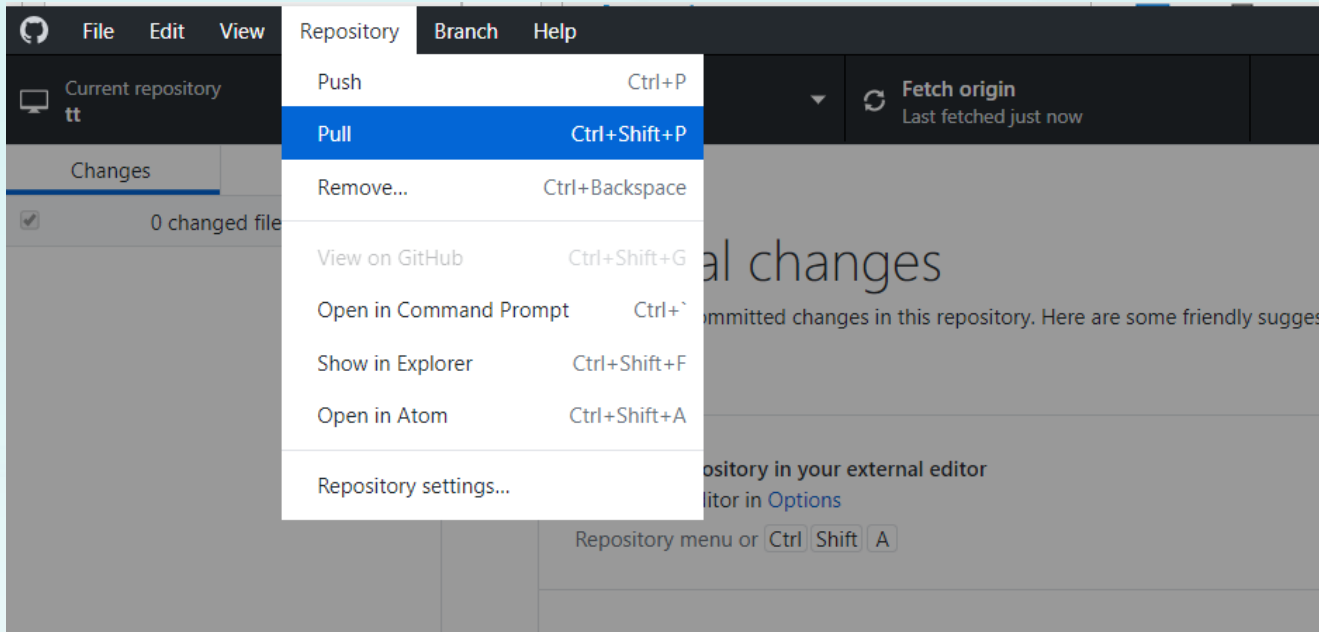 File Edit View Repository Branch Help
Current repository
tt
Fetch origin
Last fetched just now
Changes
0 changed file
Push Ctrl+P
Pull Ctrl+Shift+P
Remove... Ctrl+Backspace
View on GitHub Ctrl+Shift+G
Open in Command Prompt Ctrl+`
Show in Explorer Ctrl+Shift+F
Open in Atom Ctrl+Shift+A
Repository settings...
al changes
ommitted changes in this repository. Here are some friendly sugges
ository in your external editor
litor in Options
Repository menu or Ctrl Shift A